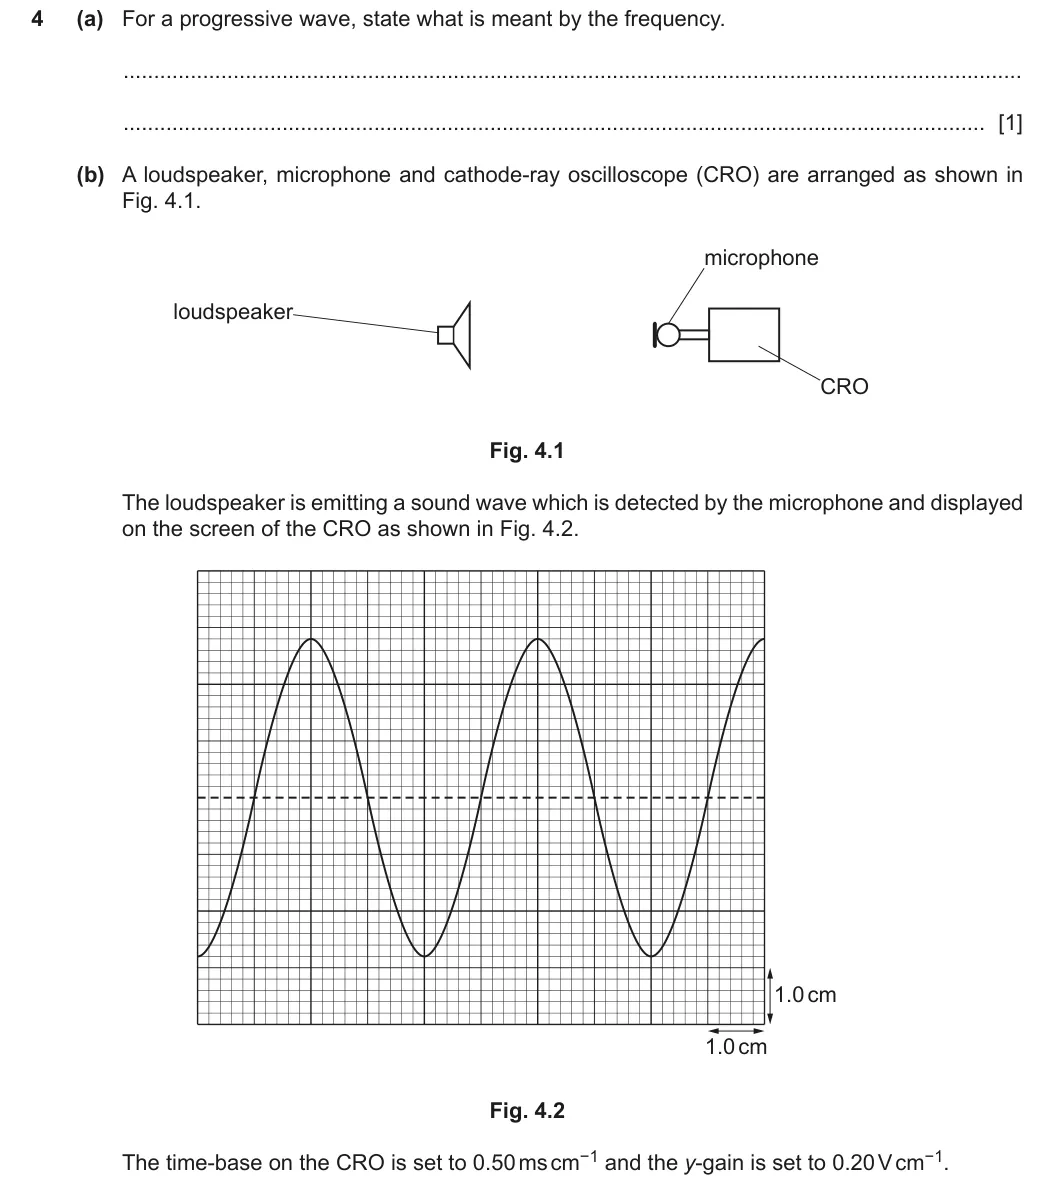 4 (a) For a progressive wave, state what is meant by the frequency.
..........................................................................................................................................................
.................................................................................................................................................... [1]
(b) A loudspeaker, microphone and cathode-ray oscilloscope (CRO) are arranged as shown in
Fig. 4.1.
microphone
loudspeaker
CRO
Fig. 4.1
The loudspeaker is emitting a sound wave which is detected by the microphone and displayed
on the screen of the CRO as shown in Fig. 4.2.
1.0 cm
1.0 cm
Fig. 4.2
The time-base on the CRO is set to 0.50 ms cm⁻¹ and the y-gain is set to 0.20 V cm⁻¹.